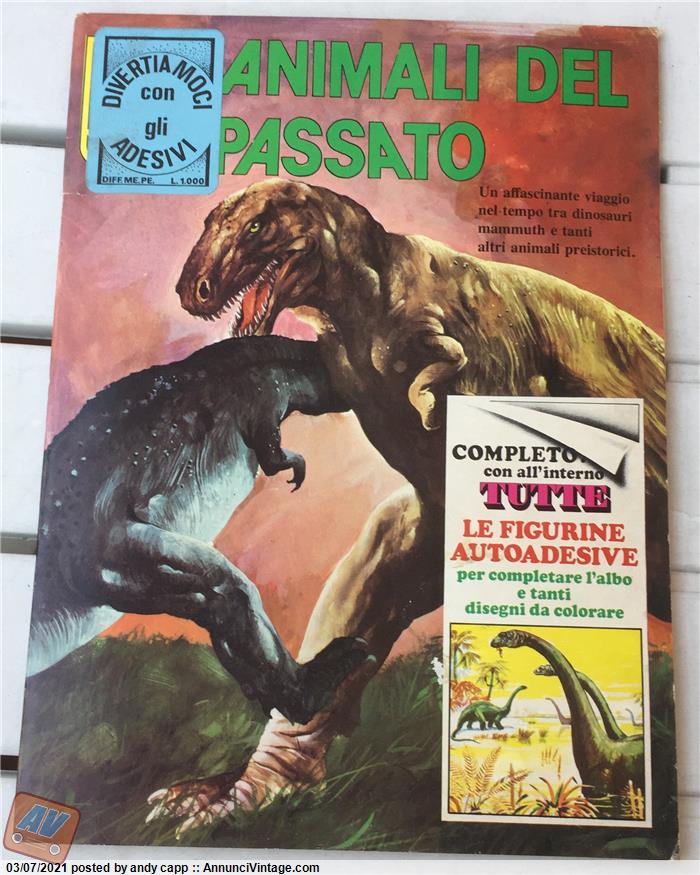 DIVERTIAMOCI
con
gli
ADESIVI
DIFF. ME. PE. L. 1.000
ANIMALI DEL
PASSATO
Un affascinante viaggio
nel tempo tra dinosauri
mammuth e tanti
altri animali preistorici.
COMPLETO
con all'interno
TUTTE
LE FIGURINE
AUTOADESIVE
per completare l'albo
e tanti
disegni da colorare
AV
03/07/2021 posted by andy capp :: AnnunciVintage.com